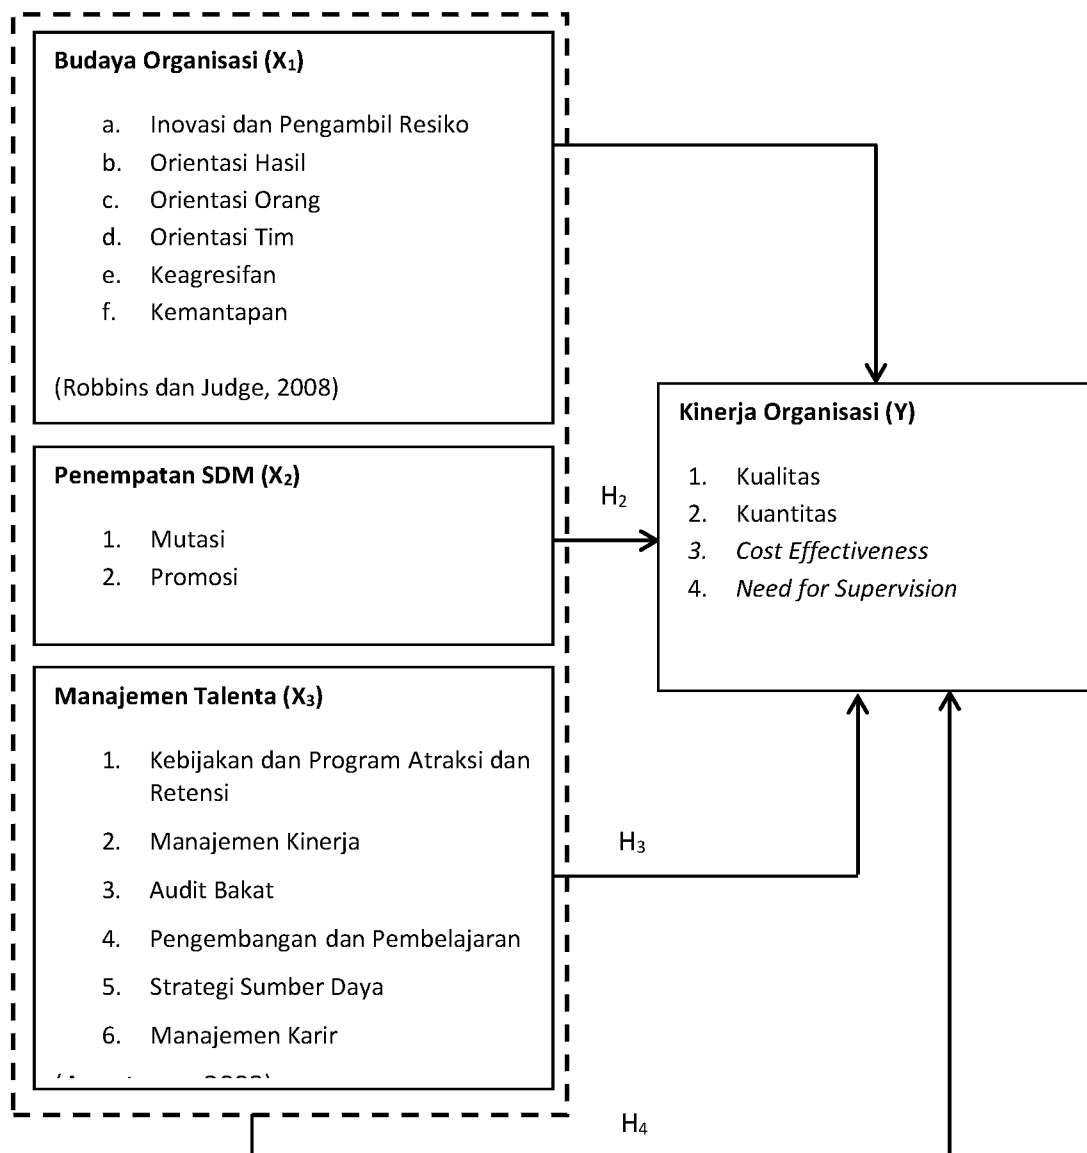 Budaya Organisasi (X₁)
a. Inovasi dan Pengambil Resiko
b. Orientasi Hasil
c. Orientasi Orang
d. Orientasi Tim
e. Keagresifan
f. Kemantapan
(Robbins dan Judge, 2008)
Penempatan SDM (X₂)
1. Mutasi
2. Promosi
Manajemen Talenta (X₃)
1. Kebijakan dan Program Atraksi dan
Retensi
2. Manajemen Kinerja
3. Audit Bakat
4. Pengembangan dan Pembelajaran
5. Strategi Sumber Daya
6. Manajemen Karir
H₂
H₃
H₄
Kinerja Organisasi (Y)
1. Kualitas
2. Kuantitas
3. Cost Effectiveness
4. Need for Supervision